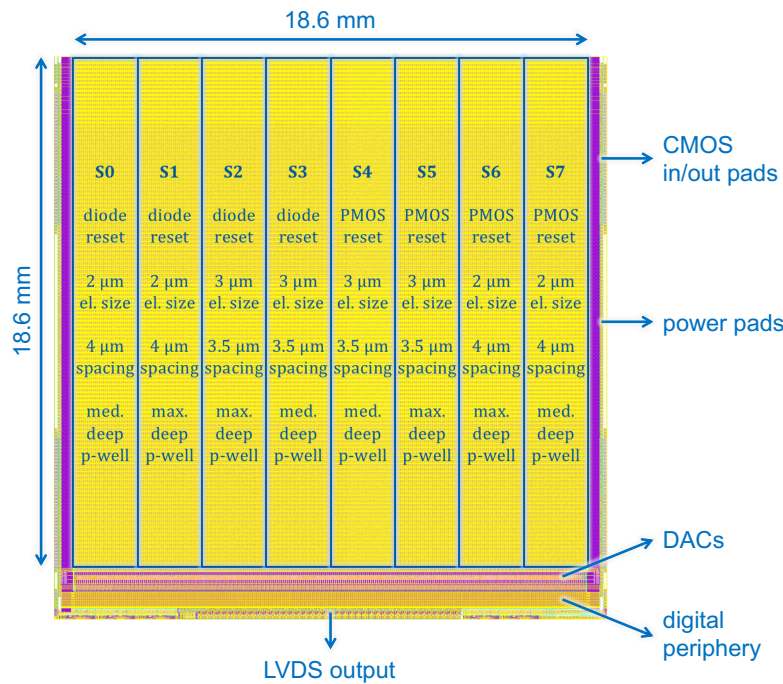 18.6 mm
18.6 mm
S0 S1 S2 S3 S4 S5 S6 S7
diode diode diode diode PMOS PMOS PMOS PMOS
reset reset reset reset reset reset reset reset
2 μm 2 μm 3 μm 3 μm 3 μm 3 μm 2 μm 2 μm
el. size el. size el. size el. size el. size el. size el. size el. size
4 μm 4 μm 3.5 μm 3.5 μm 3.5 μm 3.5 μm 4 μm 4 μm
spacing spacing spacing spacing spacing spacing spacing spacing
med. max. max. med. med. max. max. med.
deep deep deep deep deep deep deep deep
p-well p-well p-well p-well p-well p-well p-well p-well
CMOS
in/out pads
power pads
DACs
digital
periphery
LVDS output